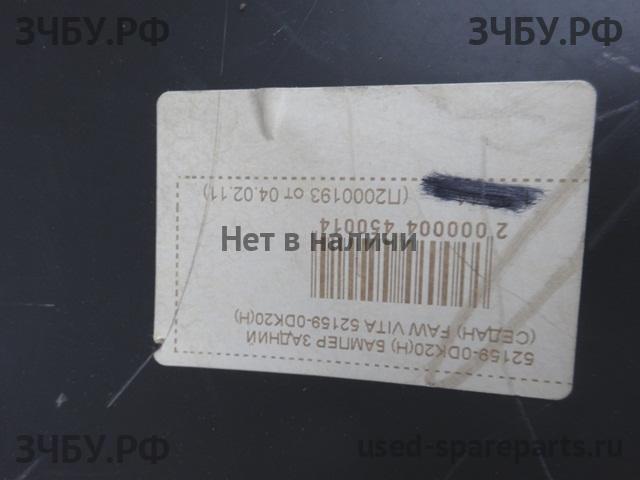 ЗЧБУ.РФ
ЗЧБУ.РФ
52159-0DK20(H) БАМПЕР ЗАДНИЙ
(СЕДАН) FAW VITA 52159-0DK20(H)
2 000004 450014
(П2000193 от 04.02.11)
Нет в наличи
ЗЧБУ.РФ
used-spareparts.ru